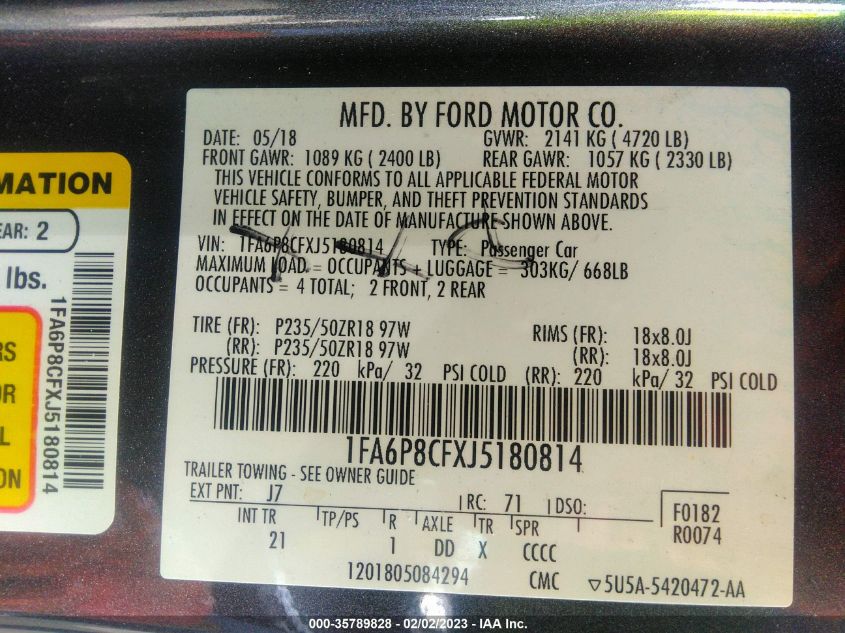 MFD. BY FORD MOTOR CO.
DATE: 05/18 GVWR: 2141 KG ( 4720 LB)
FRONT GAWR: 1089 KG ( 2400 LB) REAR GAWR: 1057 KG ( 2330 LB)
THIS VEHICLE CONFORMS TO ALL APPLICABLE FEDERAL MOTOR
VEHICLE SAFETY, BUMPER, AND THEFT PREVENTION STANDARDS
IN EFFECT ON THE DATE OF MANUFACTURE SHOWN ABOVE.
VIN: 1FA6P8CFXJ5180814 TYPE: Passenger Car
MAXIMUM LOAD = OCCUPANTS + LUGGAGE = 303KG/ 668LB
OCCUPANTS = 4 TOTAL; 2 FRONT, 2 REAR
TIRE (FR): P235/50ZR18 97W RIMS (FR): 18x8.0J
(RR): P235/50ZR18 97W (RR): 18x8.0J
PRESSURE (FR): 220 kPa/ 32 PSI COLD (RR): 220 kPa/ 32 PSI COLD
1FA6P8CFXJ5180814
TRAILER TOWING - SEE OWNER GUIDE
EXT PNT: J7 RC: 71 DSO: F0182
R0074
INT TR TP/PS R AXLE TR SPR
21 1 DD X CCCC
1201805084294 CMC ▽5U5A-5420472-AA
MATION
EAR: 2
lbs.
1FA6P8CFXJ5180814
RS
OR
L
ON
000-35789828 - 02/02/2023 - IAA Inc.